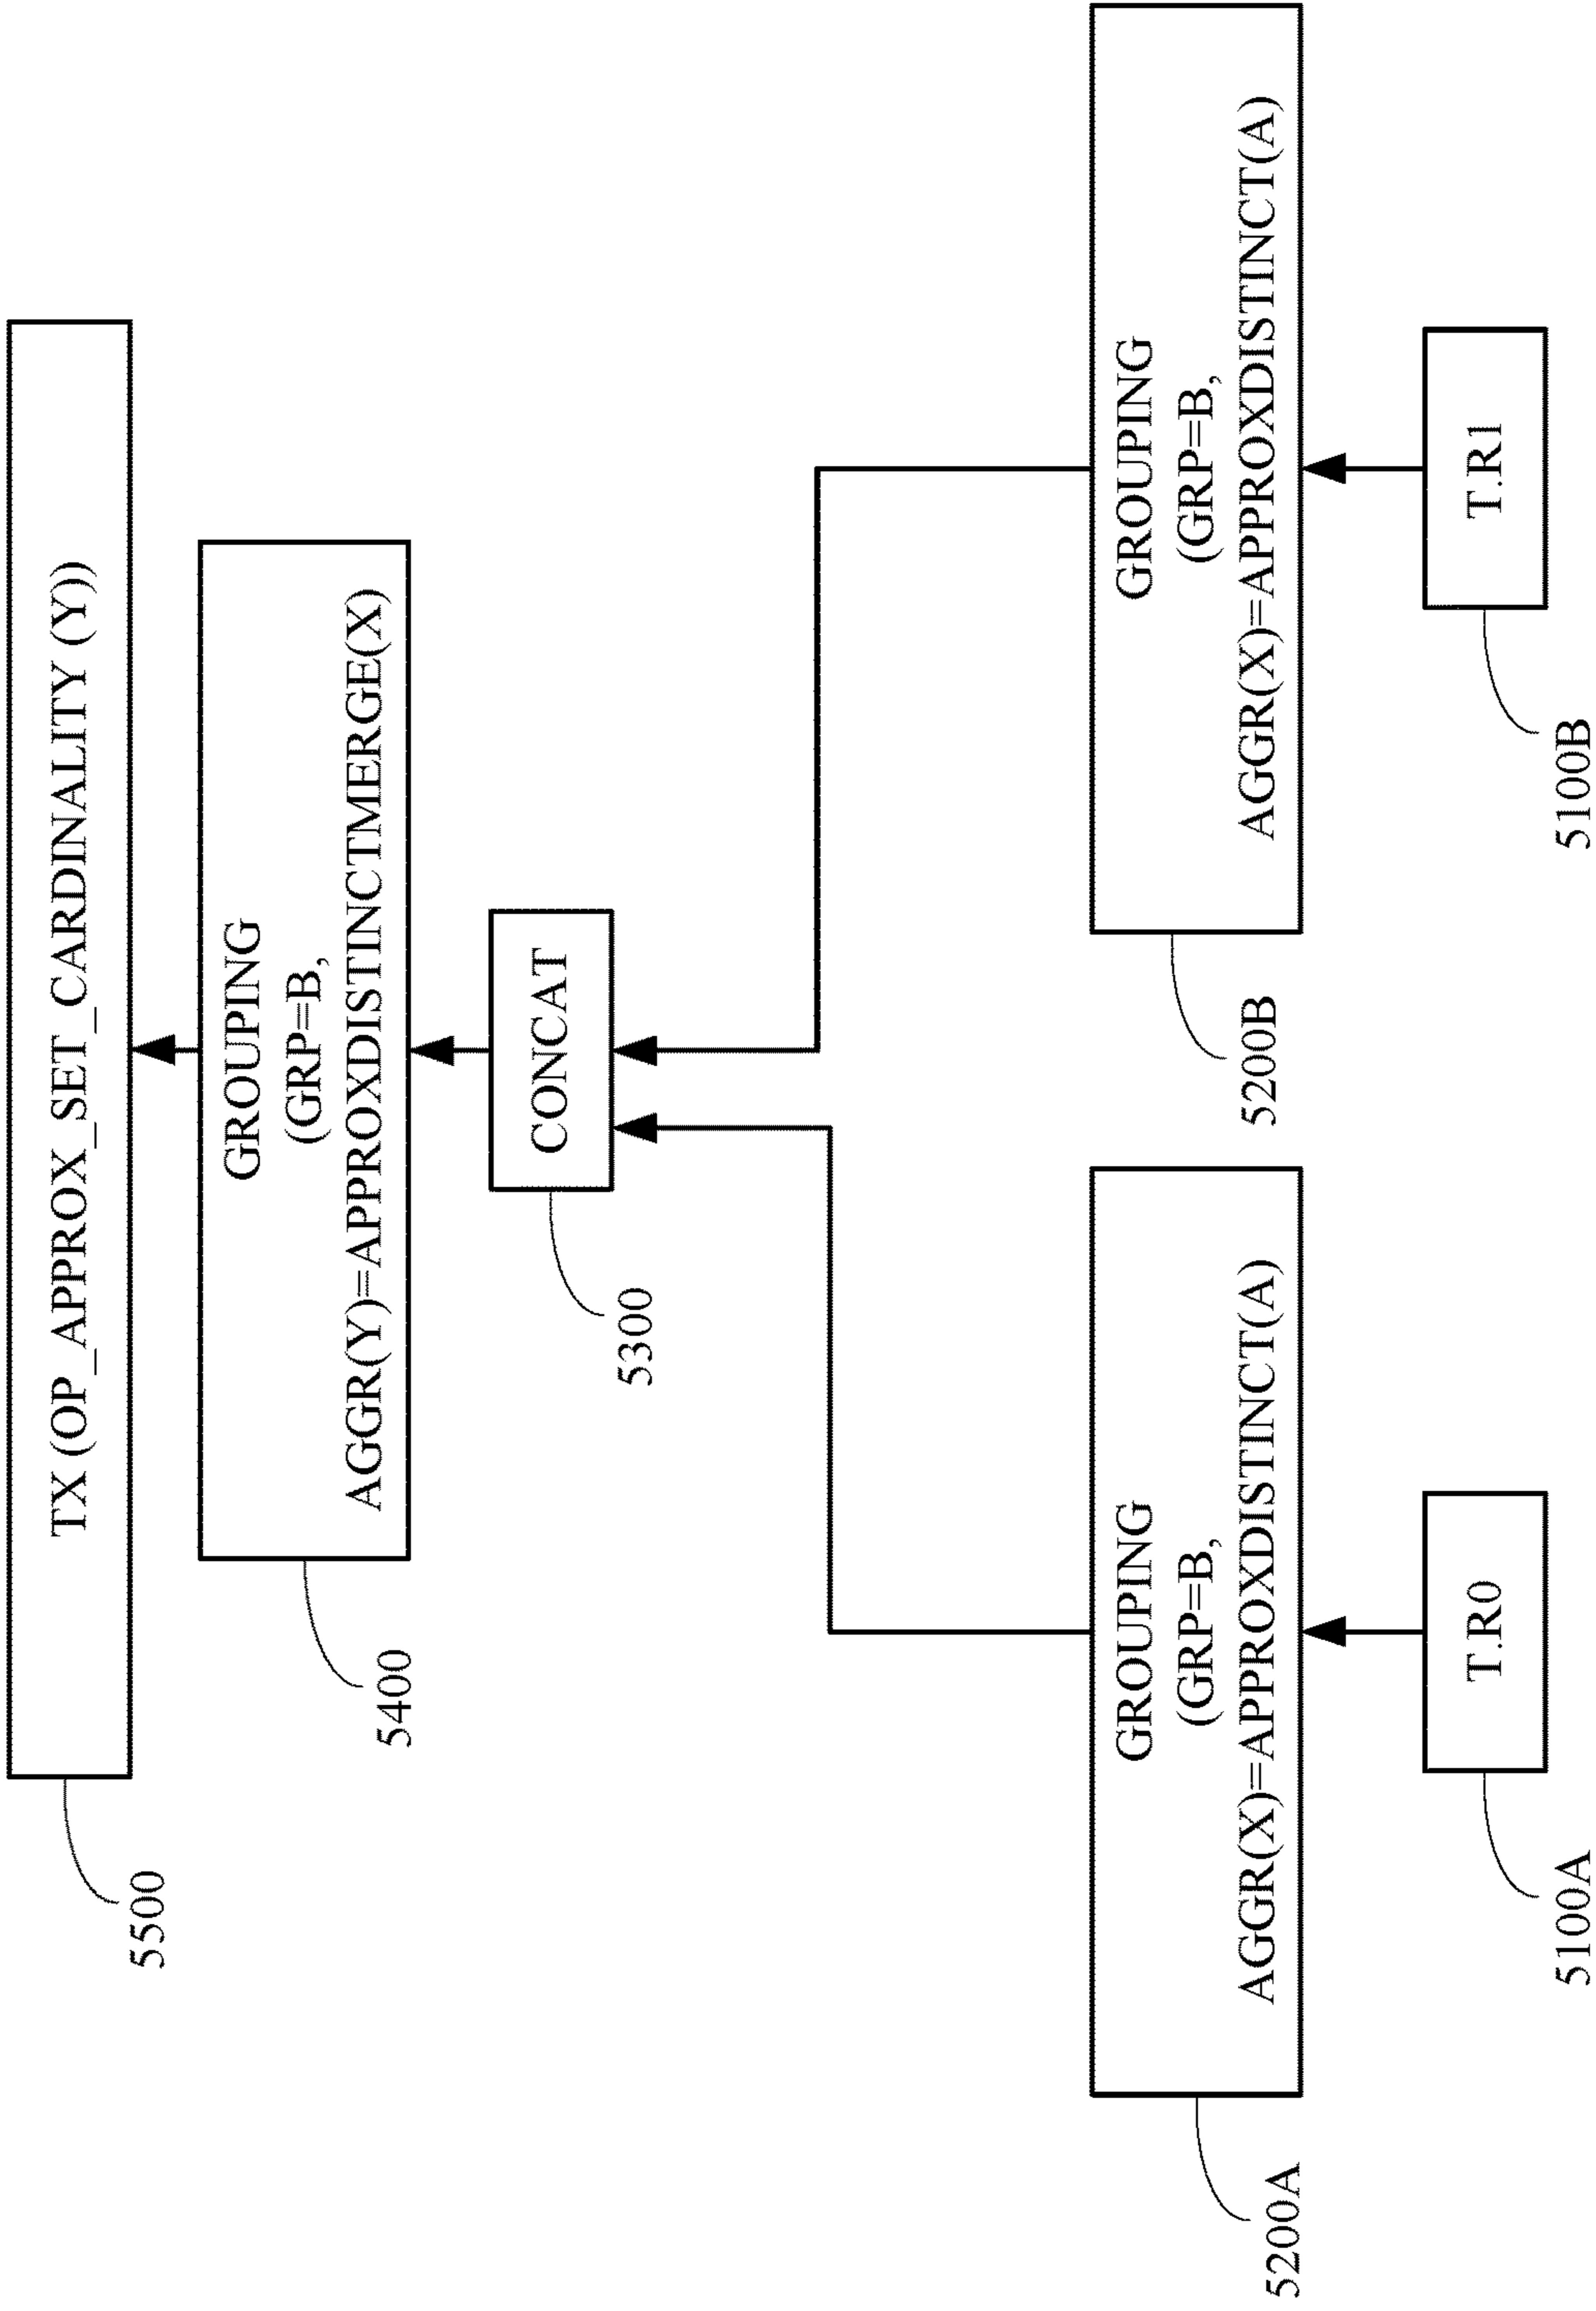 TX (OP_APPROX_SET_CARDINALITY (Y))
5500
GROUPING
(GRP=B,
AGGR(Y)=APPROXDISTINCTMERGE(X)
5400
CONCAT
5300
GROUPING
(GRP=B,
AGGR(X)=APPROXDISTINCT(A)
5200A
GROUPING
(GRP=B,
AGGR(X)=APPROXDISTINCT(A)
5200B
T.R0
5100A
T.R1
5100B